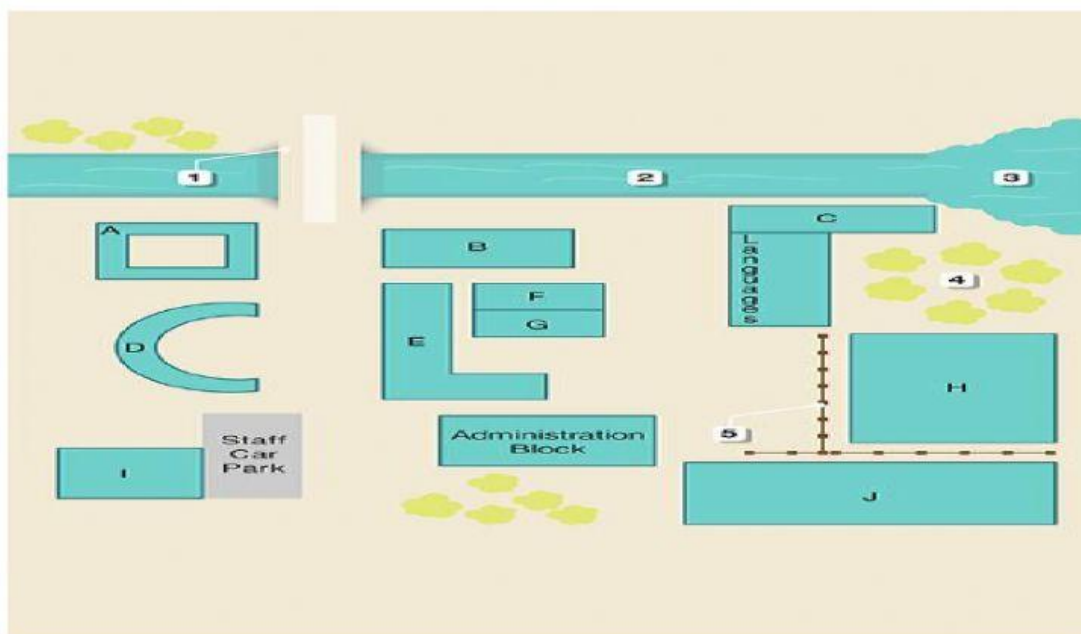 1
2
3
A
B
C
Languages
4
F
G
D
E
H
5
Staff
Car
Park
Administration
Block
I
J